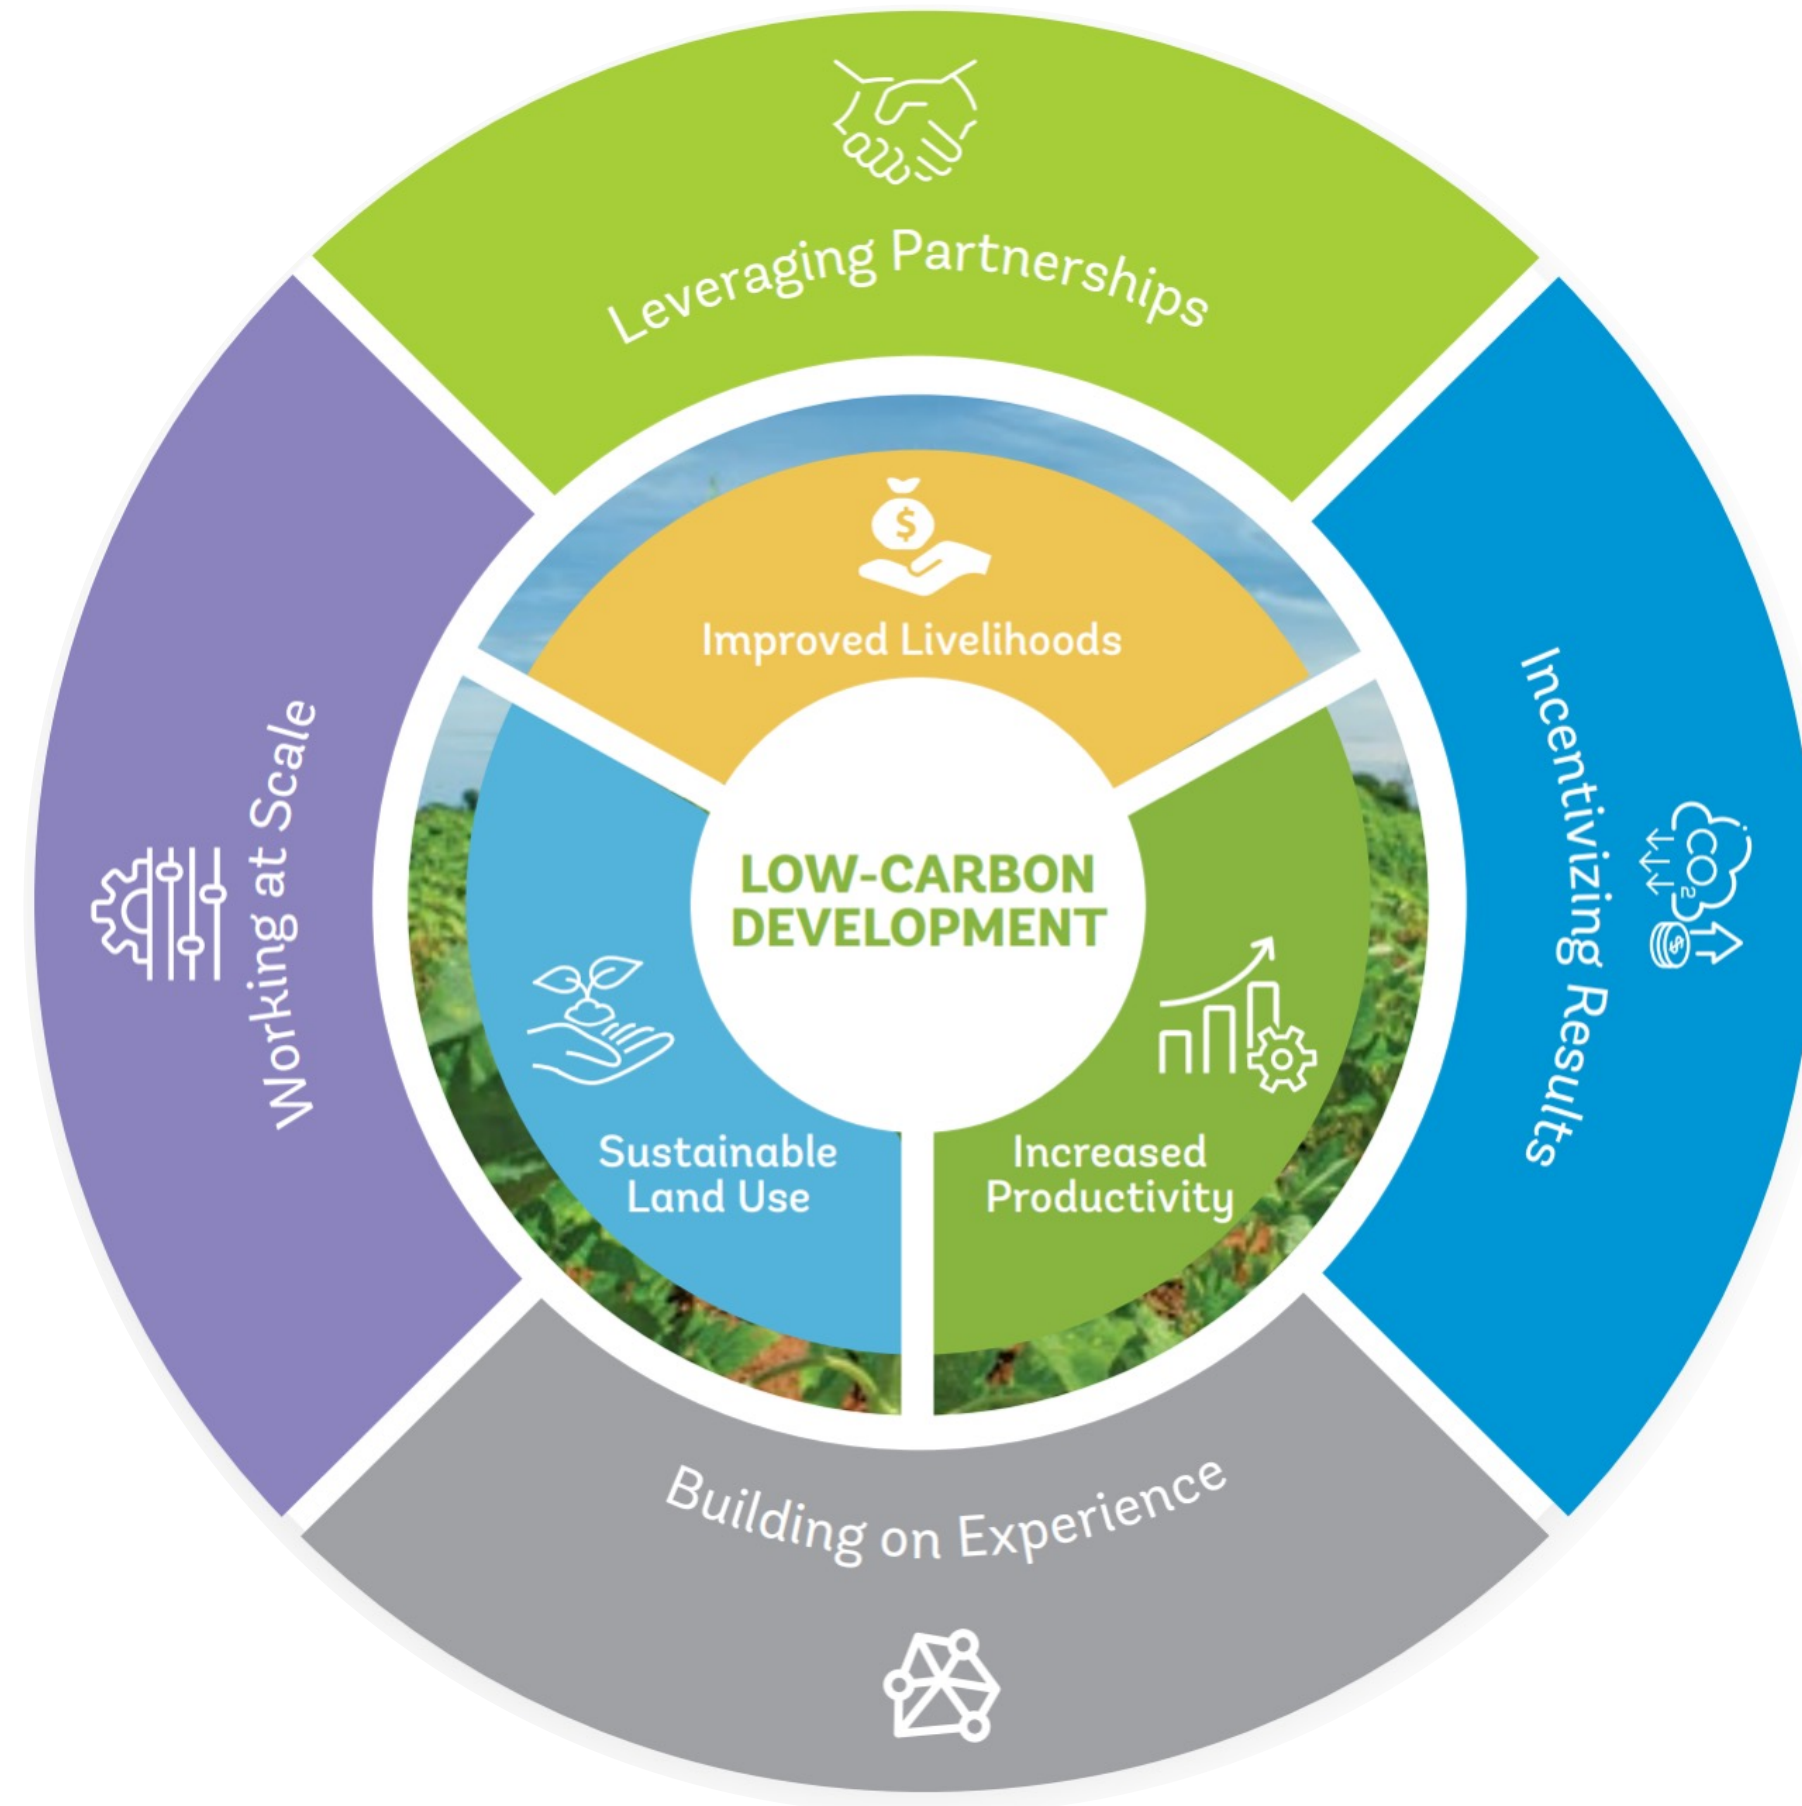 Leveraging Partnerships
Improved Livelihoods
$
LOW-CARBON
DEVELOPMENT
Sustainable
Land Use
Increased
Productivity
Working at Scale
Incentivizing Results
CO2
$
Building on Experience